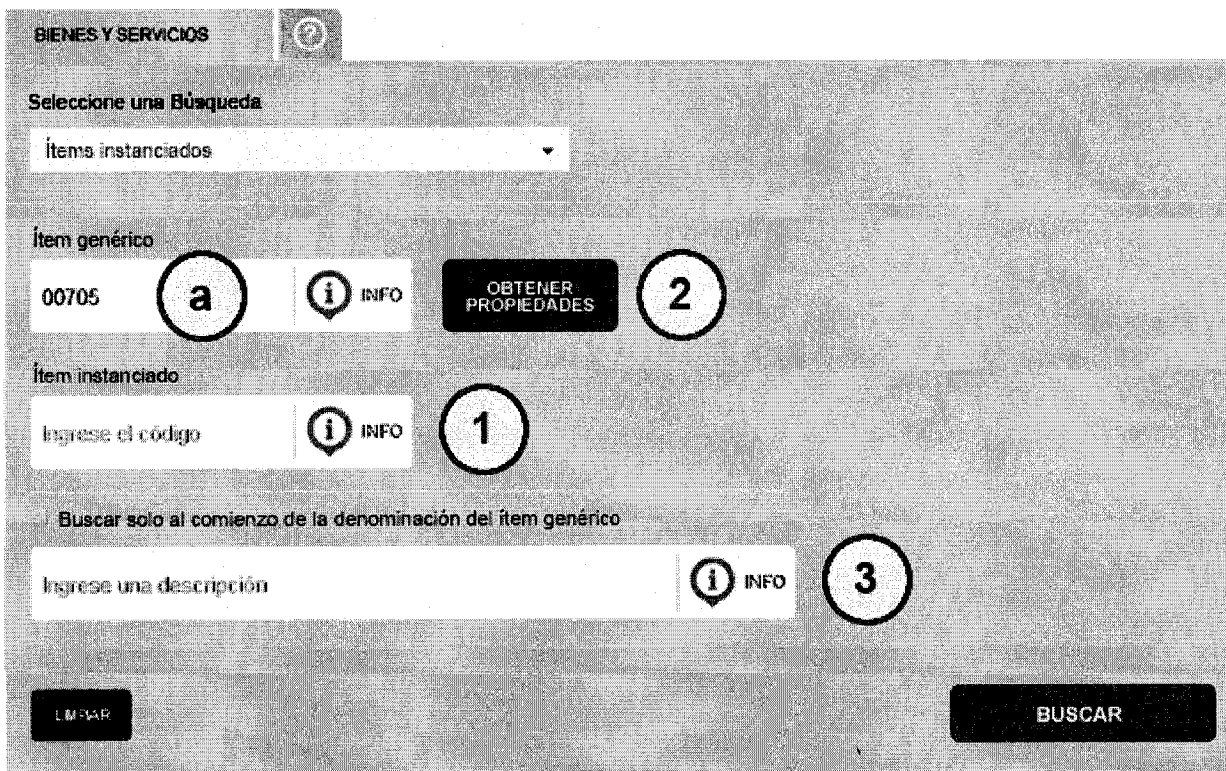 BIENES Y SERVICIOS
Seleccione una Búsqueda
Ítems instanciados
Ítem genérico
00705 a i INFO OBTENER PROPIEDADES 2
Ítem instanciado
Ingrese el código i INFO 1
Buscar solo al comienzo de la denominación del ítem genérico
Ingrese una descripción i INFO 3
LIMPIAR BUSCAR